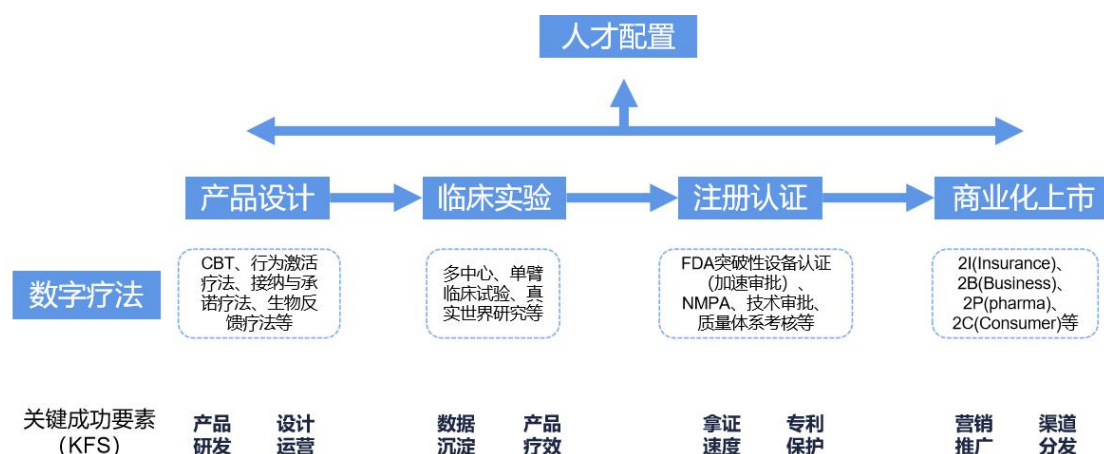 人才配置
产品设计
临床实验
注册认证
商业化上市
数字疗法
CBT、行为激活
疗法、接纳与承
诺疗法、生物反
馈疗法等
多中心、单臂
临床试验、真
实世界研究等
FDA突破性设备认证
（加速审批）、
NMPA、技术审批、
质量体系考核等
2I(Insurance)、
2B(Business)、
2P(pharma)、
2C(Consumer)等
关键成功要素
（KFS）
产品
研发
设计
运营
数据
沉淀
产品
疗效
拿证
速度
专利
保护
营销
推广
渠道
分发